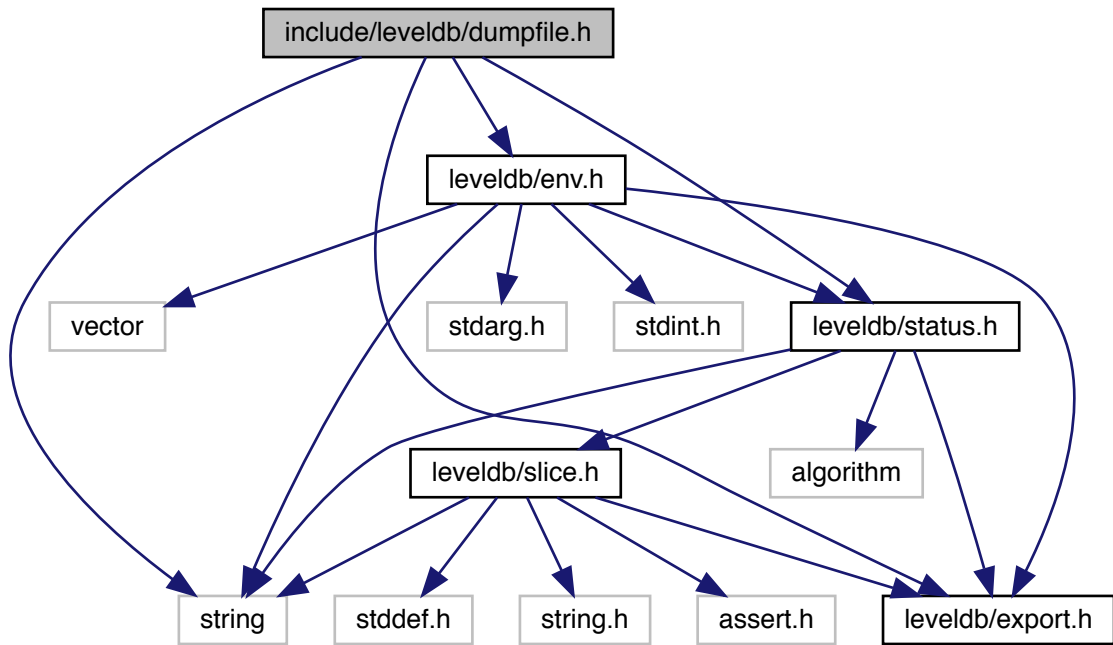 include/leveldb/dumpfile.h
leveldb/env.h
vector
stdarg.h
stdint.h
leveldb/status.h
leveldb/slice.h
algorithm
string
stddef.h
string.h
assert.h
leveldb/export.h